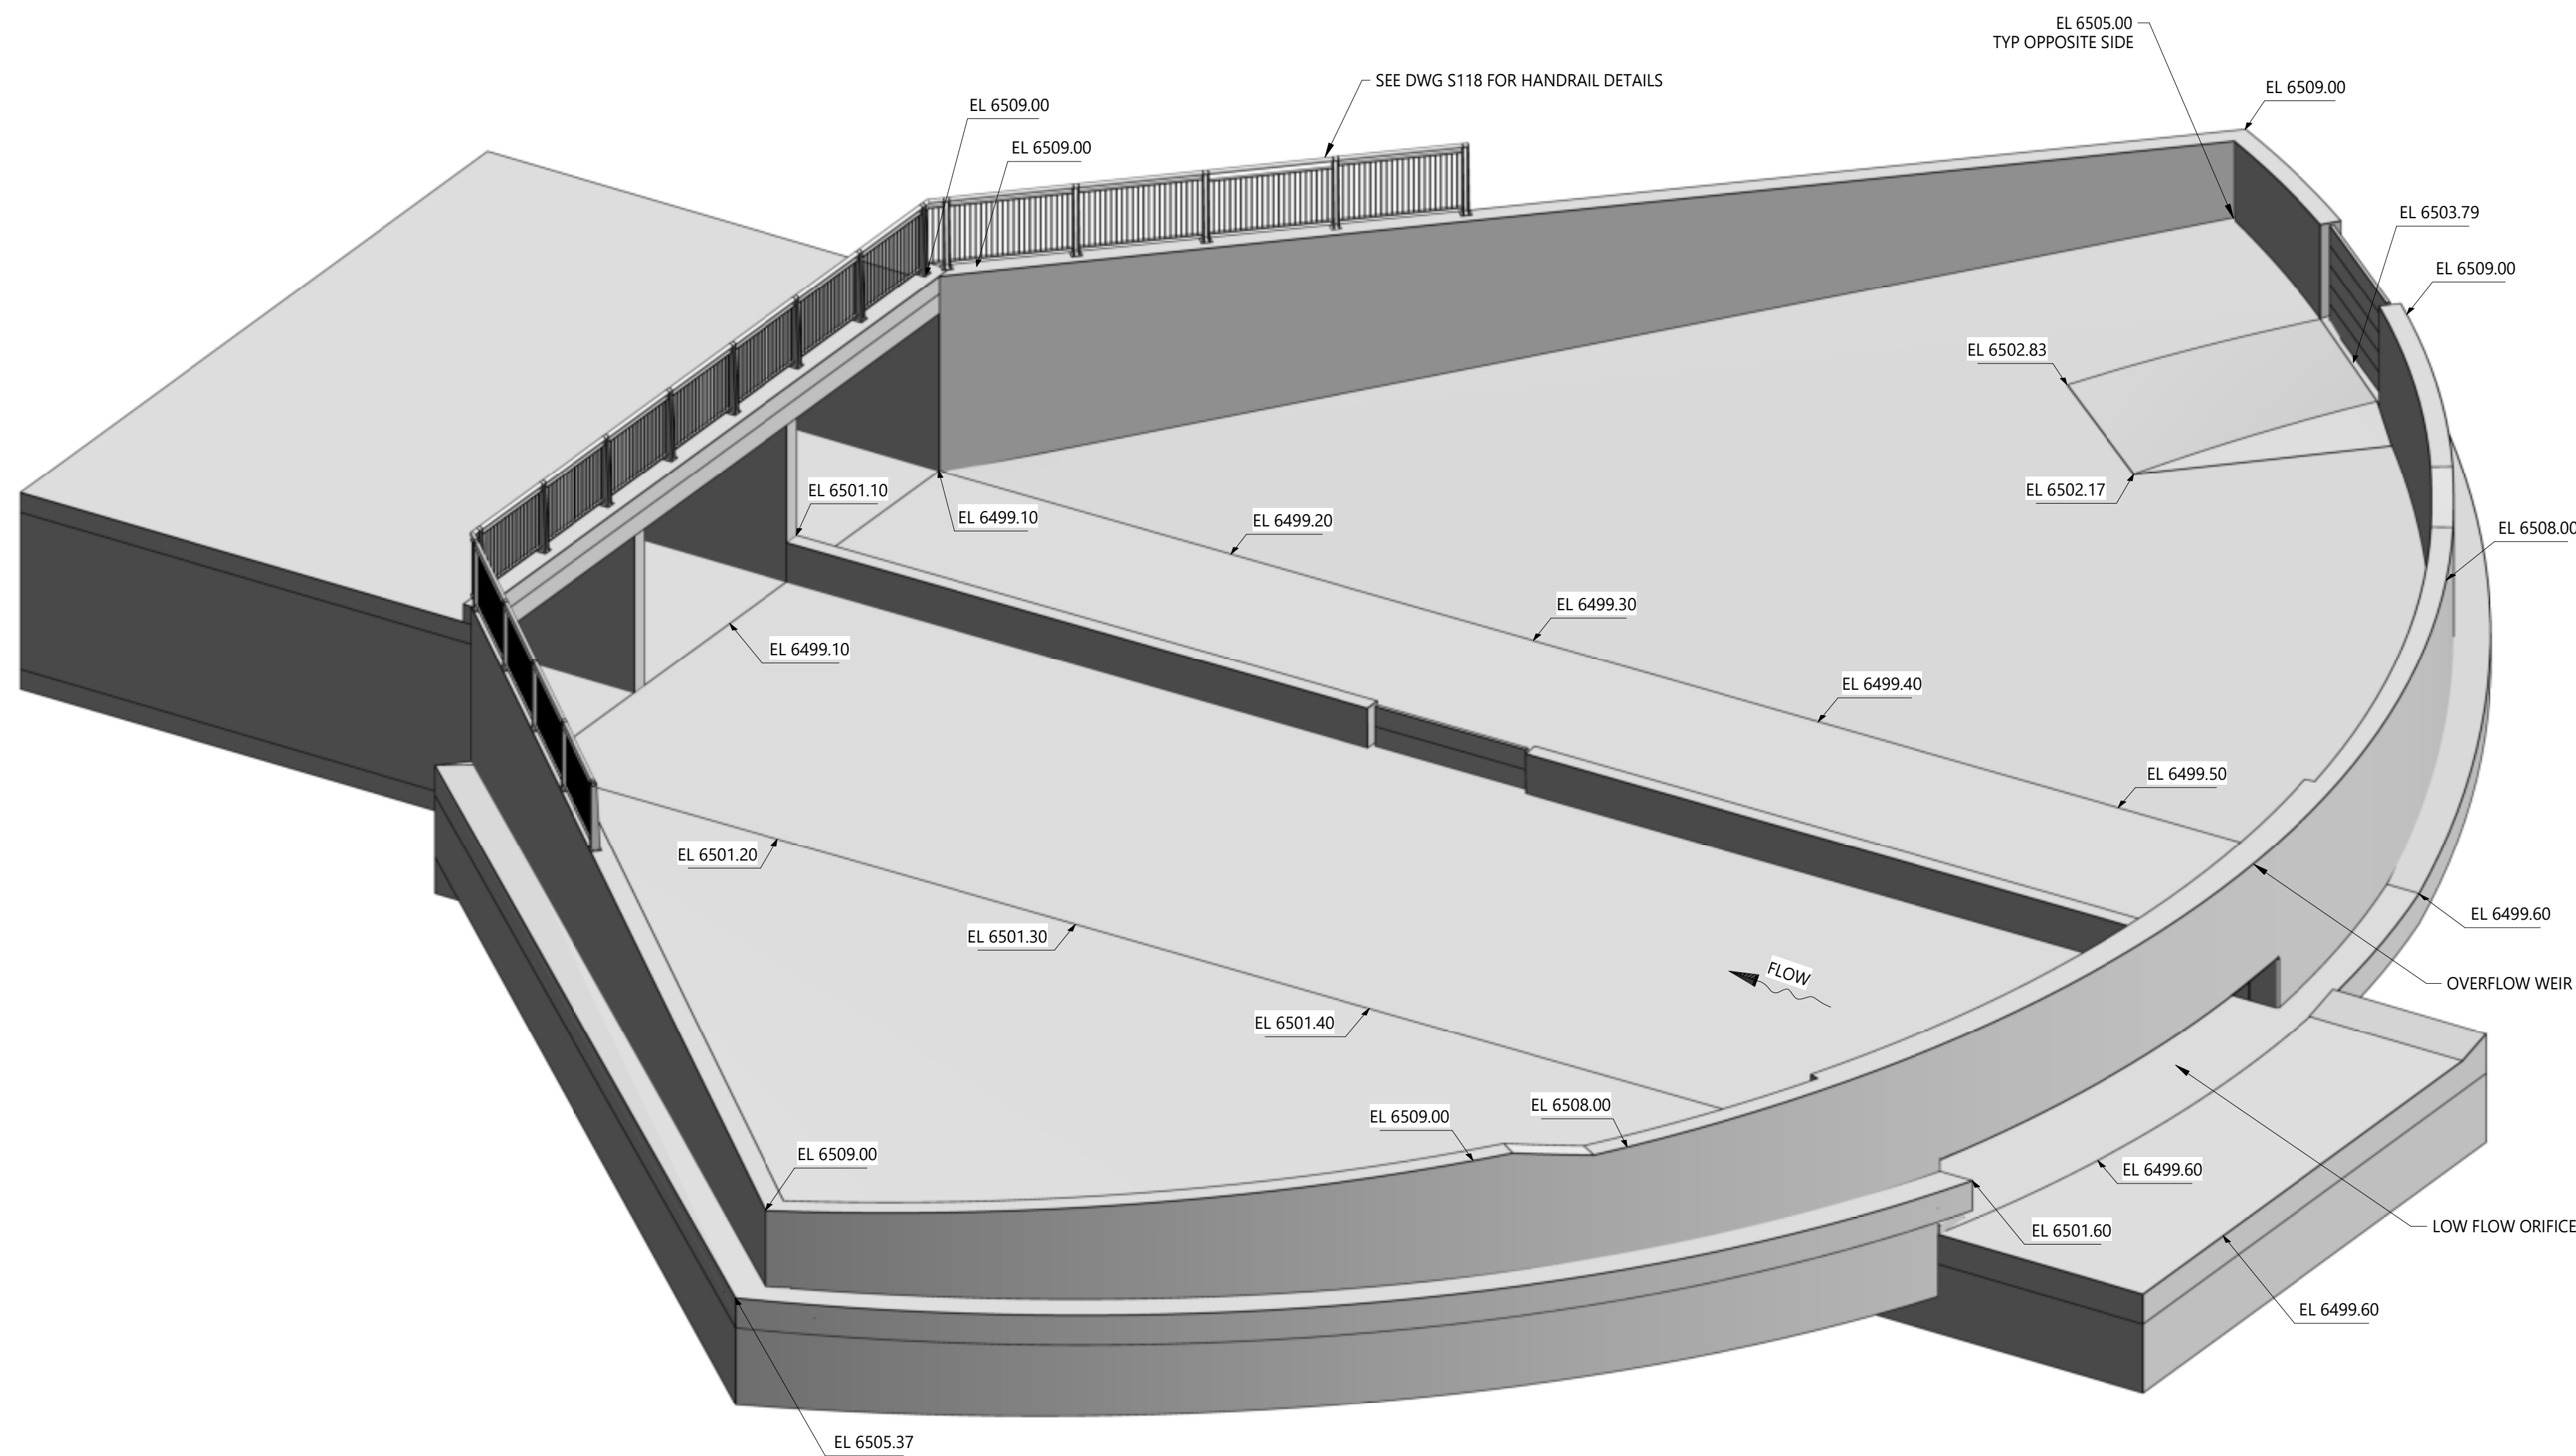 EL 6505.00
TYP OPPOSITE SIDE
SEE DWG S118 FOR HANDRAIL DETAILS
EL 6509.00
EL 6509.00
EL 6509.00
EL 6503.79
EL 6509.00
EL 6502.83
EL 6501.10
EL 6502.17
EL 6499.10
EL 6499.20
EL 6508.00
EL 6499.30
EL 6499.10
EL 6499.40
EL 6499.50
EL 6501.20
EL 6499.60
EL 6501.30
FLOW
OVERFLOW WEIR
EL 6501.40
EL 6508.00
EL 6509.00
EL 6509.00
EL 6499.60
LOW FLOW ORIFICE
EL 6501.60
EL 6499.60
EL 6505.37